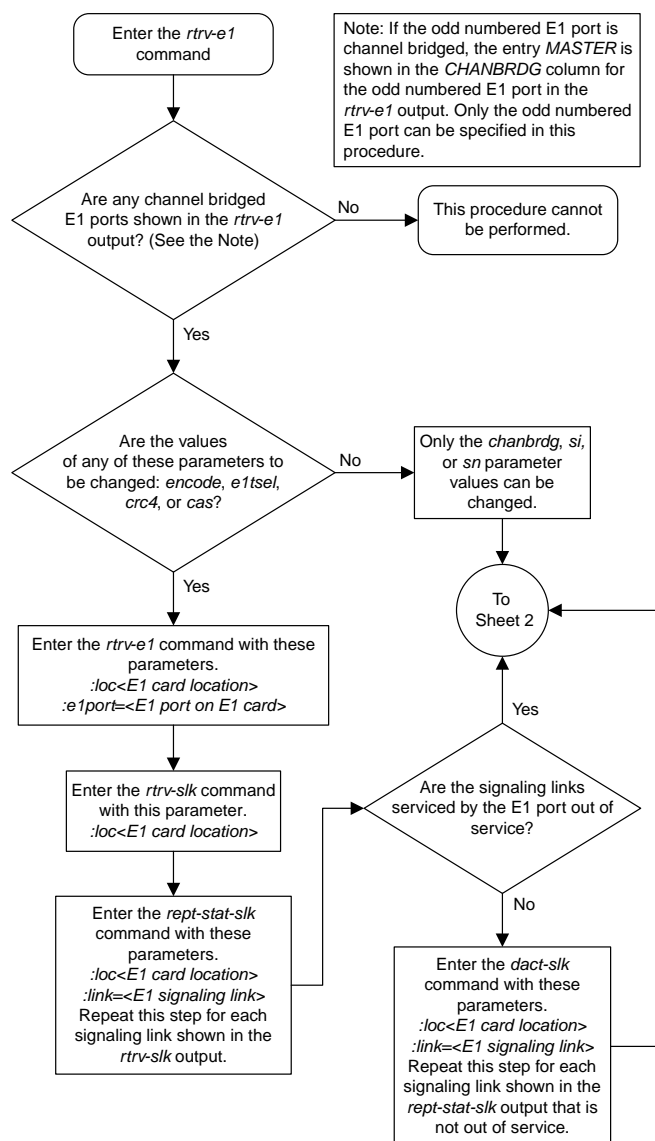 Enter the rtrv-e1
command
Note: If the odd numbered E1 port is
channel bridged, the entry MASTER is
shown in the CHANBRDG column for
the odd numbered E1 port in the
rtrv-e1 output. Only the odd numbered
E1 port can be specified in this
procedure.
Are any channel bridged
E1 ports shown in the rtrv-e1
output? (See the Note)
No
This procedure cannot
be performed.
Yes
Are the values
of any of these parameters to
be changed: encode, e1tsel,
crc4, or cas?
No
Only the chanbrdg, si,
or sn parameter
values can be
changed.
Yes
To
Sheet 2
Enter the rtrv-e1 command with these
parameters.
:loc<E1 card location>
:e1port=<E1 port on E1 card>
Enter the rtrv-slk command
with this parameter.
:loc<E1 card location>
Enter the rept-stat-slk
command with these
parameters.
:loc<E1 card location>
:link=<E1 signaling link>
Repeat this step for each
signaling link shown in the
rtrv-slk output.
Yes
Are the signaling links
serviced by the E1 port out of
service?
No
Enter the dact-slk
command with these
parameters.
:loc<E1 card location>
:link=<E1 signaling link>
Repeat this step for each
signaling link shown in the
rept-stat-slk output that is
not out of service.